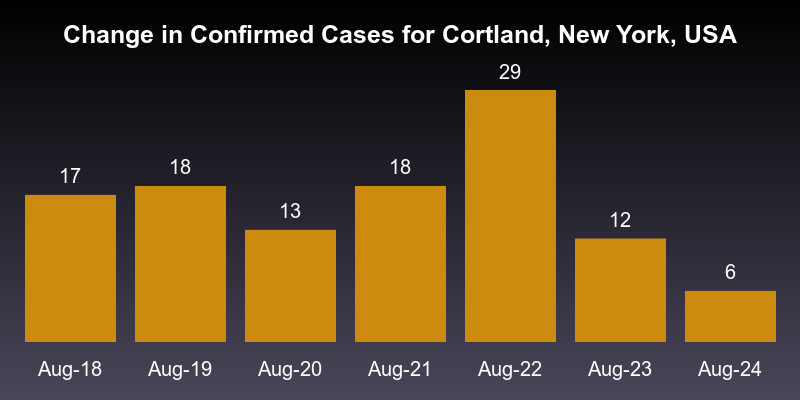 Change in Confirmed Cases for Cortland, New York, USA
17
18
13
18
29
12
6
Aug-18
Aug-19
Aug-20
Aug-21
Aug-22
Aug-23
Aug-24